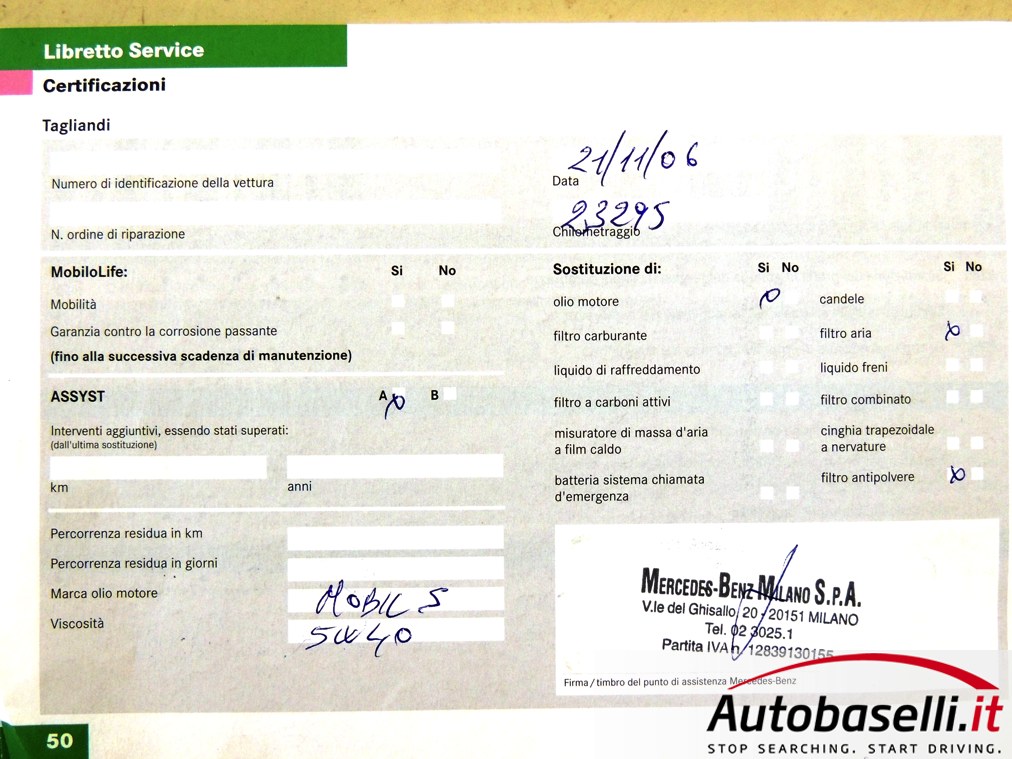 Libretto Service
Certificazioni
Tagliandi
21/11/06
Numero di identificazione della vettura
Data
23295
N. ordine di riparazione
Chilometraggio
MobiloLife: Si No
Mobilità
Garanzia contro la corrosione passante
(fino alla successiva scadenza di manutenzione)
ASSYST A B
Interventi aggiuntivi, essendo stati superati:
(dall'ultima sostituzione)
km anni
Percorrenza residua in km
Percorrenza residua in giorni
Marca olio motore MOBIL S
Viscosità 5W40
Sostituzione di: Si No Si No
olio motore candele
filtro carburante filtro aria
liquido di raffreddamento liquido freni
filtro a carboni attivi filtro combinato
misuratore di massa d'aria cinghia trapezoidale
a film caldo a nervature
batteria sistema chiamata filtro antipolvere
d'emergenza
MERCEDES-BENZ MILANO S.P.A.
V.le del Ghisallo, 20 - 20151 MILANO
Tel. 02 3025.1
Partita IVA n. 12839130155
Firma/timbro del punto di assistenza Mercedes-Benz
50
Autobaselli.it
STOP SEARCHING. START DRIVING.